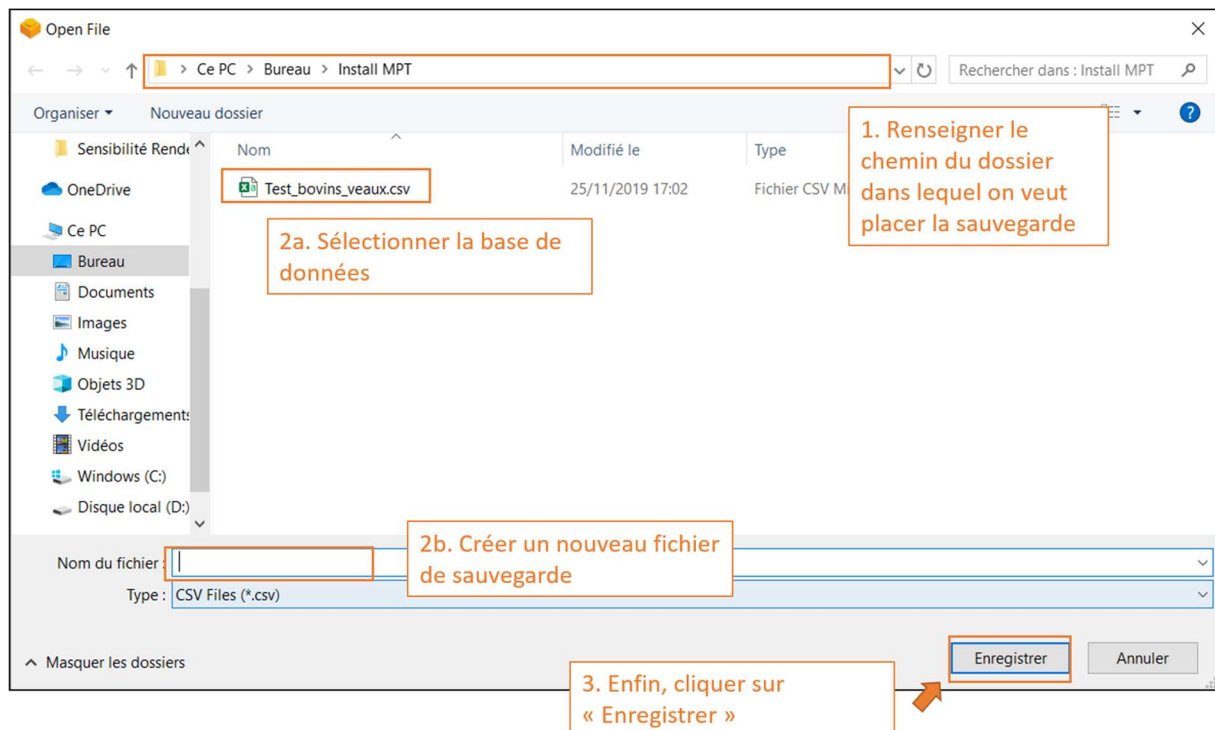 Open File
Ce PC > Bureau > Install MPT
Rechercher dans : Install MPT
Organiser
Nouveau dossier
1. Renseigner le
chemin du dossier
dans lequel on veut
placer la sauvegarde
Sensibilité Rend
Nom
Modifié le
Type
OneDrive
Test_bovins_veaux.csv
25/11/2019 17:02
Fichier CSV M
Ce PC
2a. Sélectionner la base de
données
Bureau
Documents
Images
Musique
Objets 3D
Téléchargements
Vidéos
Windows (C:)
Disque local (D:)
2b. Créer un nouveau fichier
de sauvegarde
Nom du fichier :
Type : CSV Files (*.csv)
Masquer les dossiers
Enregistrer
Annuler
3. Enfin, cliquer sur
« Enregistrer »